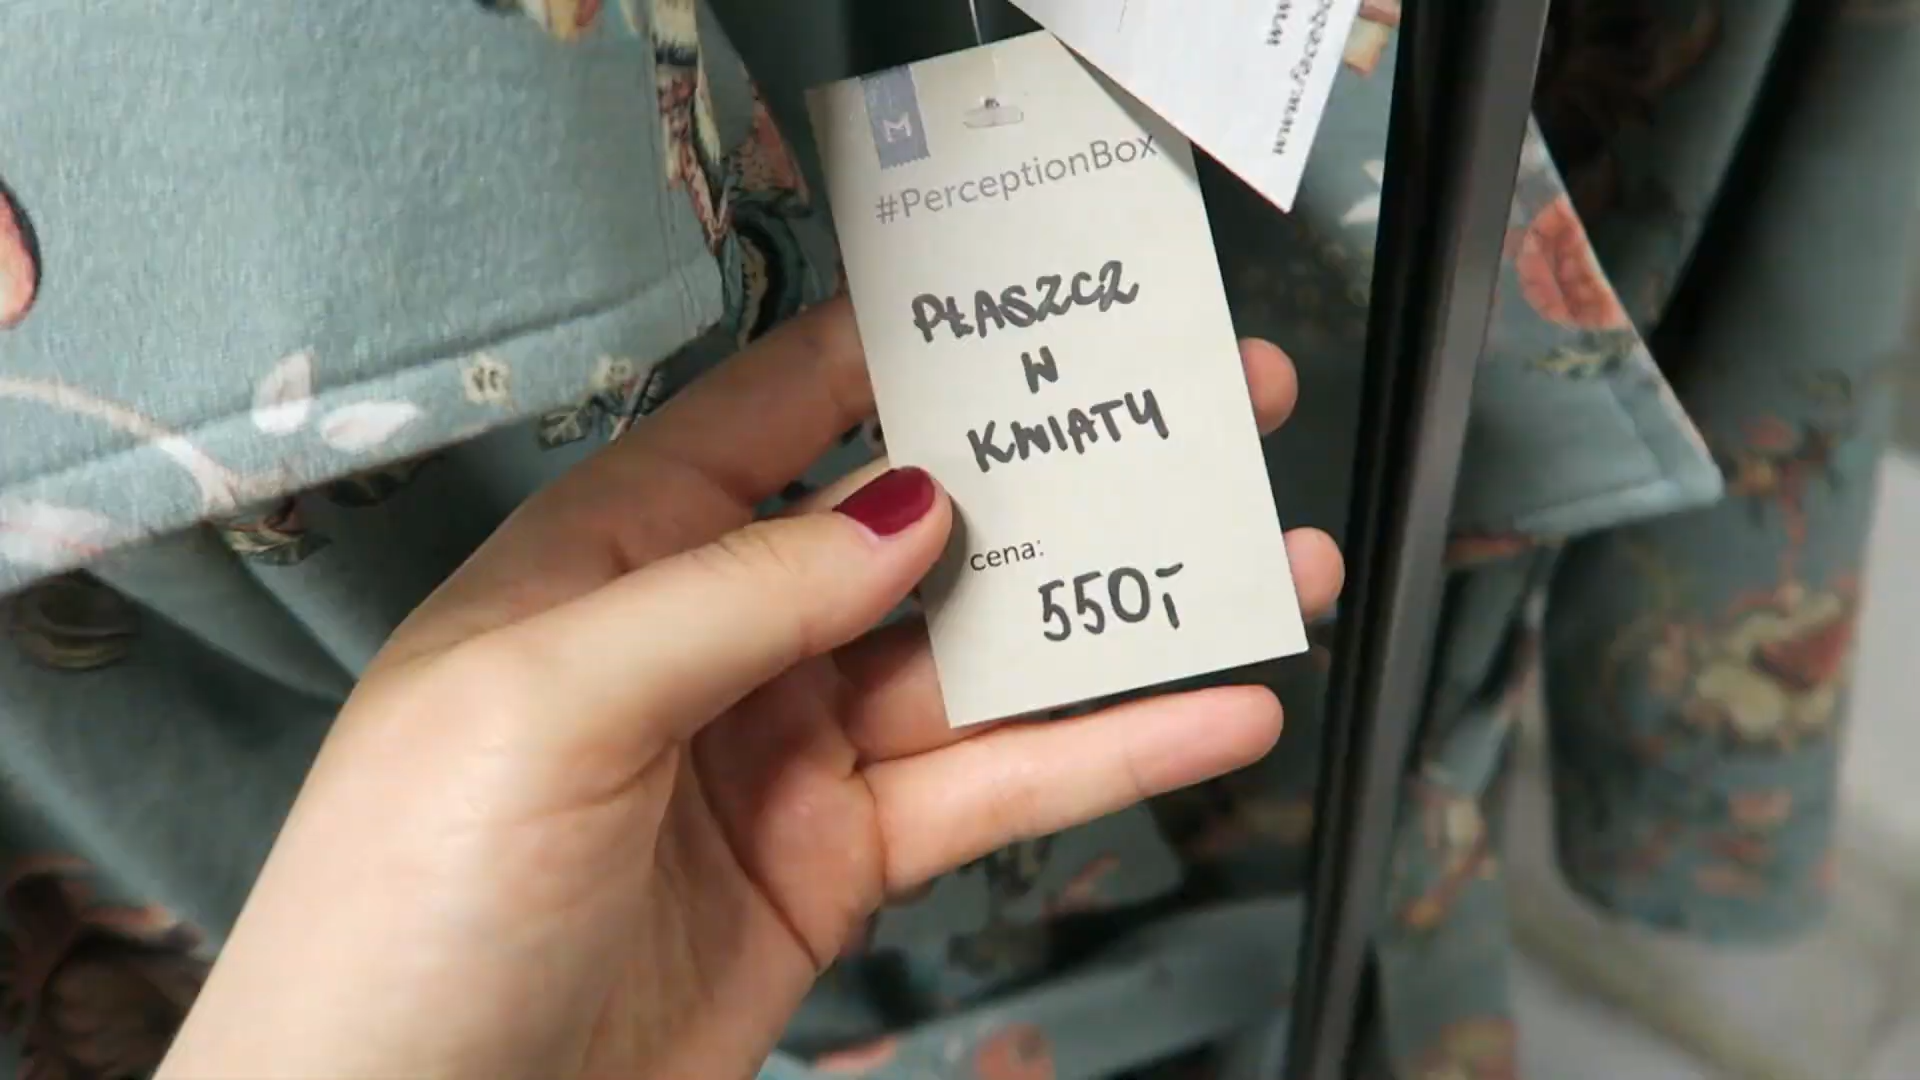 M
#PerceptionBox
PŁASZCZ
W
KWIATY
cena:
550,-